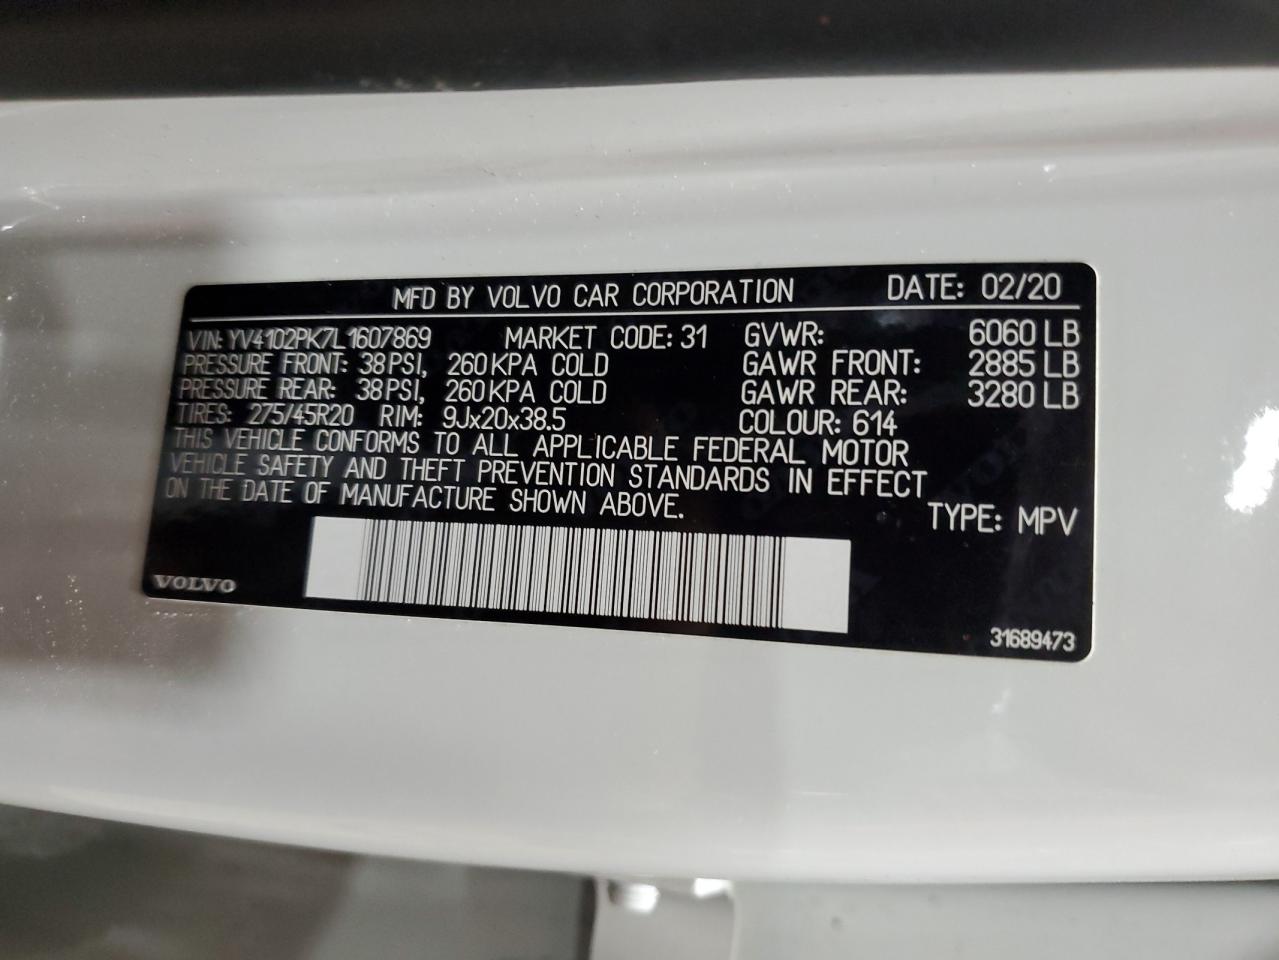 MFD BY VOLVO CAR CORPORATION DATE: 02/20
VIN: YV4102PK7L1607869 MARKET CODE: 31 GVWR: 6060 LB
PRESSURE FRONT: 38 PSI, 260 KPA COLD GAWR FRONT: 2885 LB
PRESSURE REAR: 38 PSI, 260 KPA COLD GAWR REAR: 3280 LB
TIRES: 275/45R20 RIM: 9Jx20x38.5 COLOUR: 614
THIS VEHICLE CONFORMS TO ALL APPLICABLE FEDERAL MOTOR
VEHICLE SAFETY AND THEFT PREVENTION STANDARDS IN EFFECT
ON THE DATE OF MANUFACTURE SHOWN ABOVE.
TYPE: MPV
VOLVO
31689473